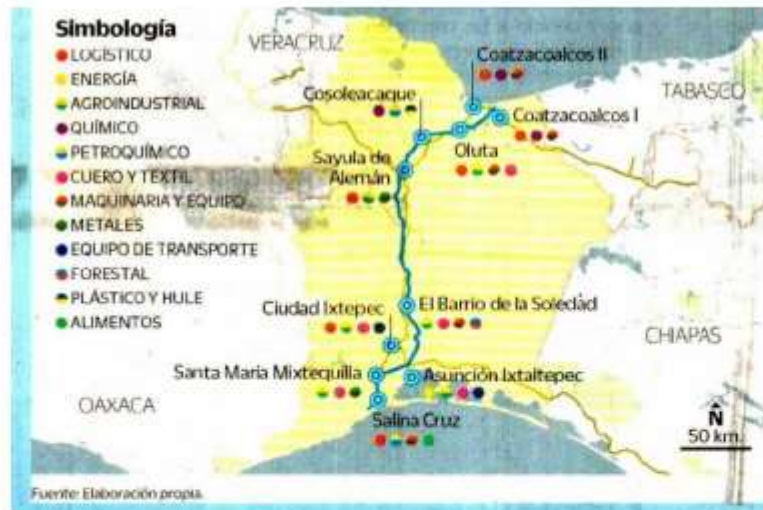 Simbología
LOGÍSTICO
ENERGÍA
AGROINDUSTRIAL
QUÍMICO
PETROQUÍMICO
CUERO Y TEXTIL
MAQUINARIA Y EQUIPO
METALES
EQUIPO DE TRANSPORTE
FORESTAL
PLÁSTICO Y HULE
ALIMENTOS
VERACRUZ
Coatzacoalcos II
TABASCO
Cosoleacaque
Coatzacoalcos I
Oluta
Sayula de
Alemán
Ciudad Ixtepec
El Barrio de la Soledad
CHIAPAS
Santa María Mixtequilla
Asunción Ixtaltepec
OAXACA
Salina Cruz
N
50 km.
Fuente: Elaboración propia.